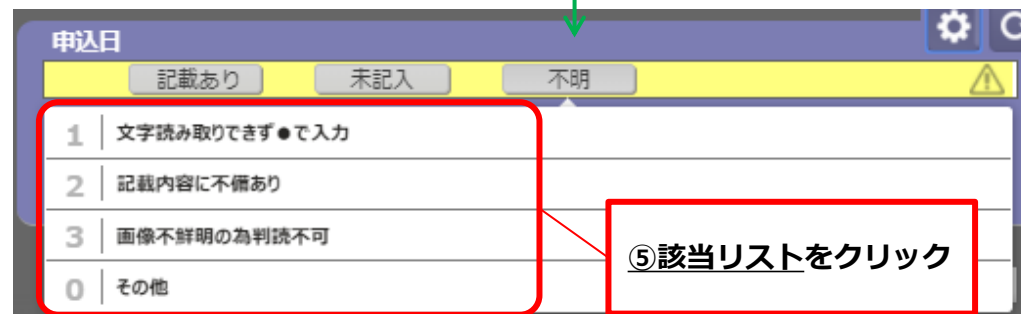 申込日
記載あり 未記入 不明
1 文字読み取りできず●で入力
2 記載内容に不備あり
3 画像不鮮明の為判読不可
0 その他
⑤該当リストをクリック